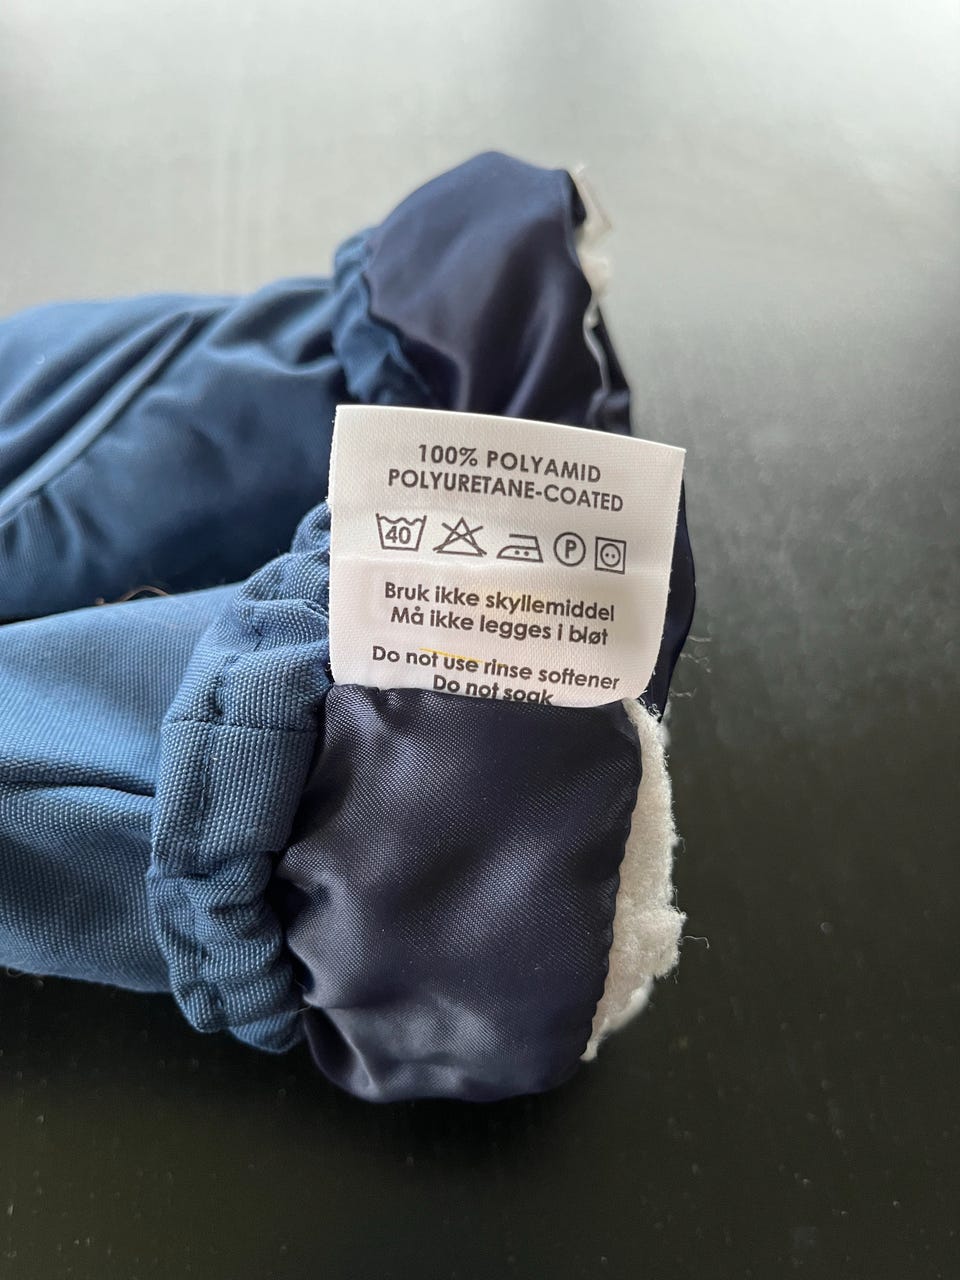 100% POLYAMID
POLYURETANE-COATED
40 P
Bruk ikke skyllemiddel
Må ikke legges i bløt
Do not use rinse softener
Do not soak